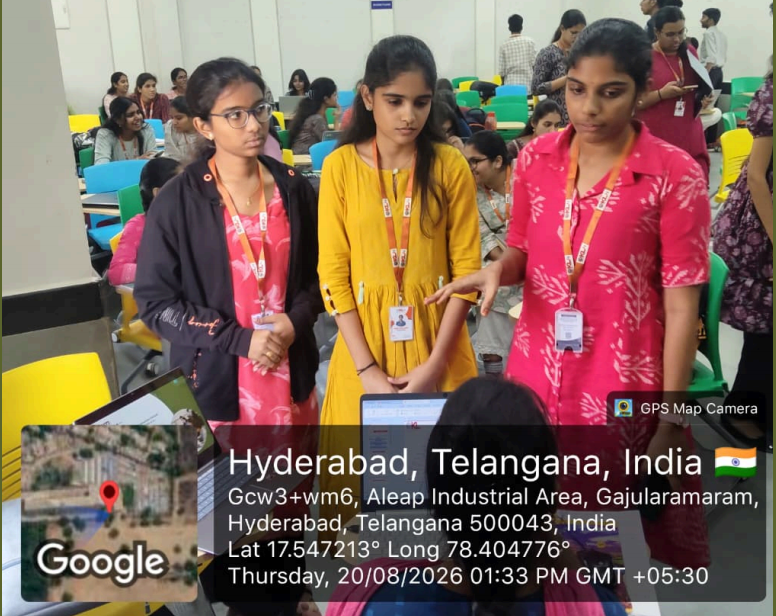 GPS Map Camera
Hyderabad, Telangana, India
Gcw3+wm6, Aleap Industrial Area, Gajularamaram,
Hyderabad, Telangana 500043, India
Lat 17.547213° Long 78.404776°
Thursday, 20/08/2026 01:33 PM GMT +05:30
Google